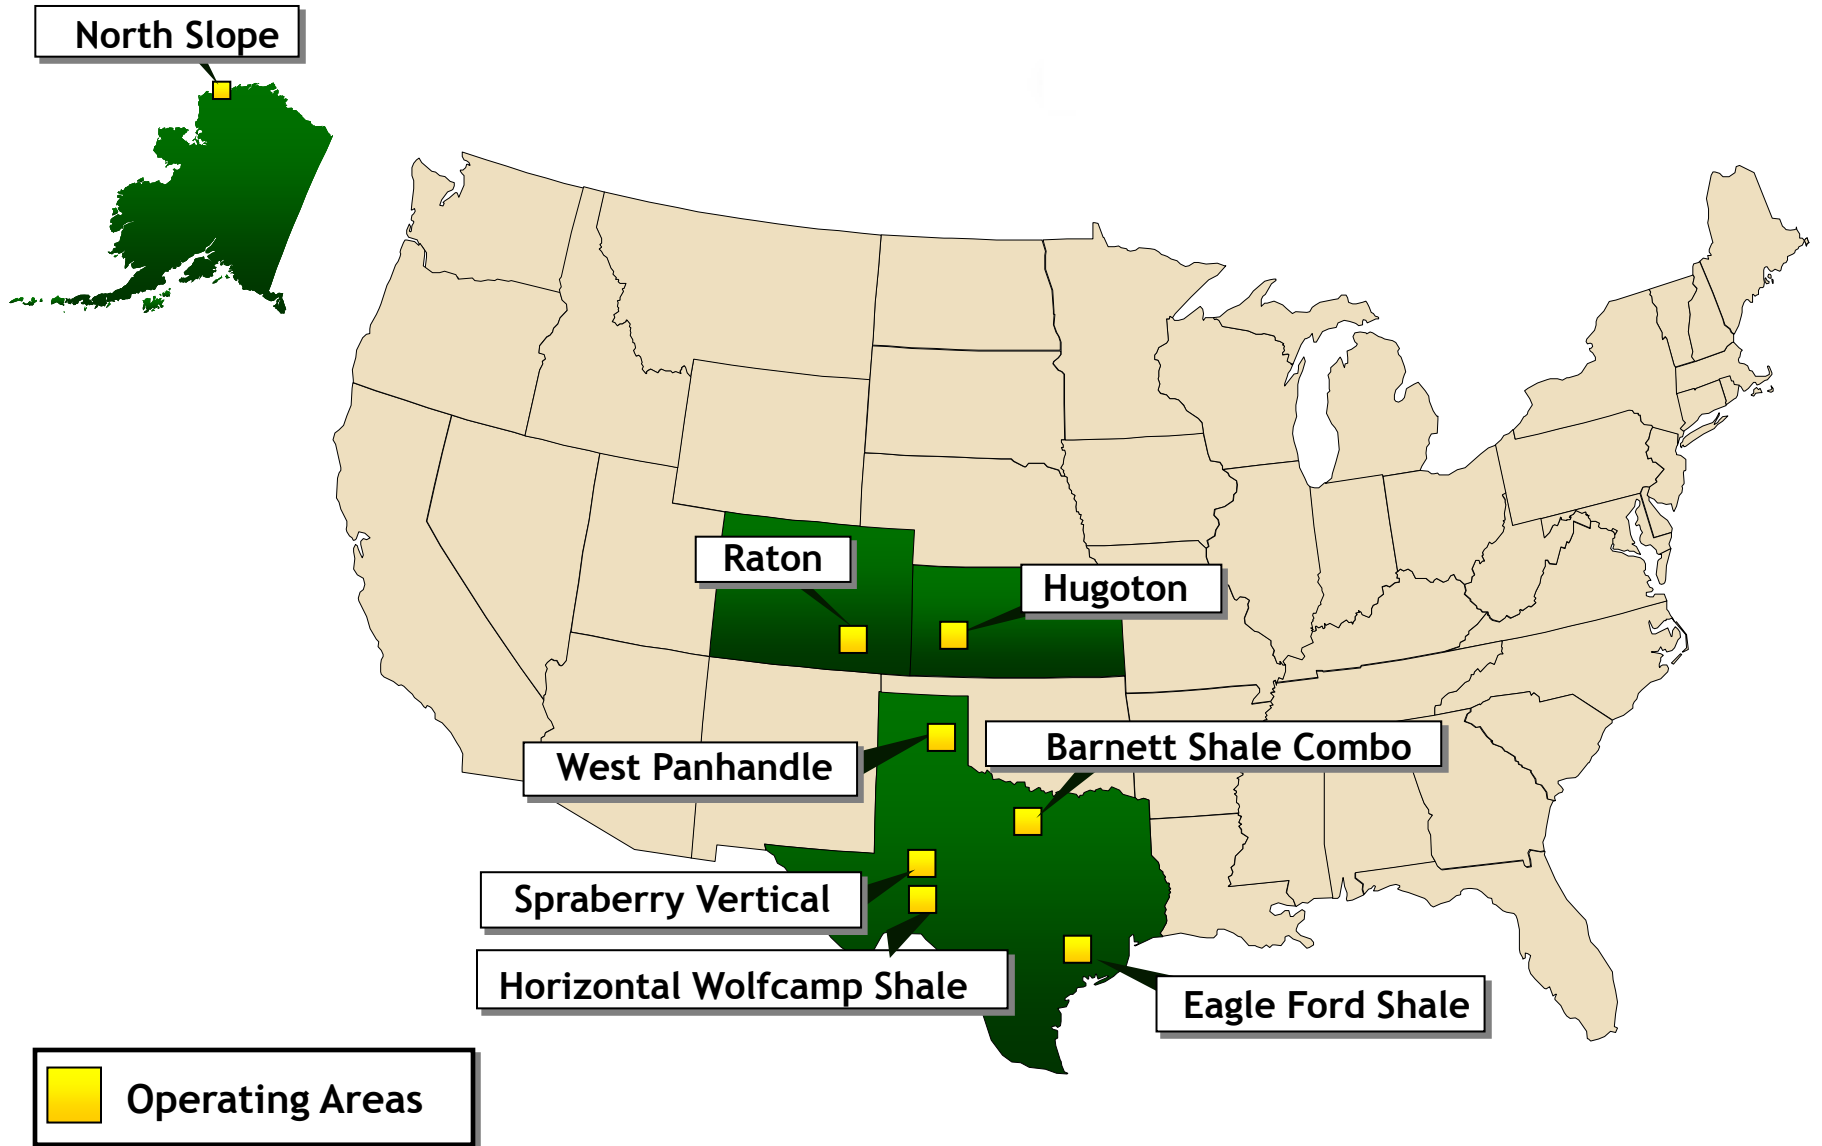 North Slope
Raton
Hugoton
West Panhandle
Barnett Shale Combo
Spraberry Vertical
Horizontal Wolfcamp Shale
Eagle Ford Shale
Operating Areas